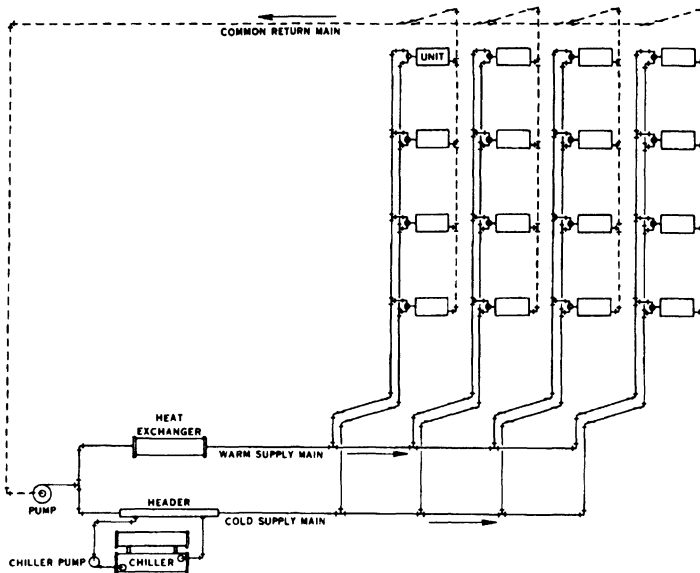 COMMON RETURN MAIN
UNIT
HEAT
EXCHANGER
WARM SUPPLY MAIN
PUMP
HEADER
COLD SUPPLY MAIN
CHILLER PUMP
CHILLER